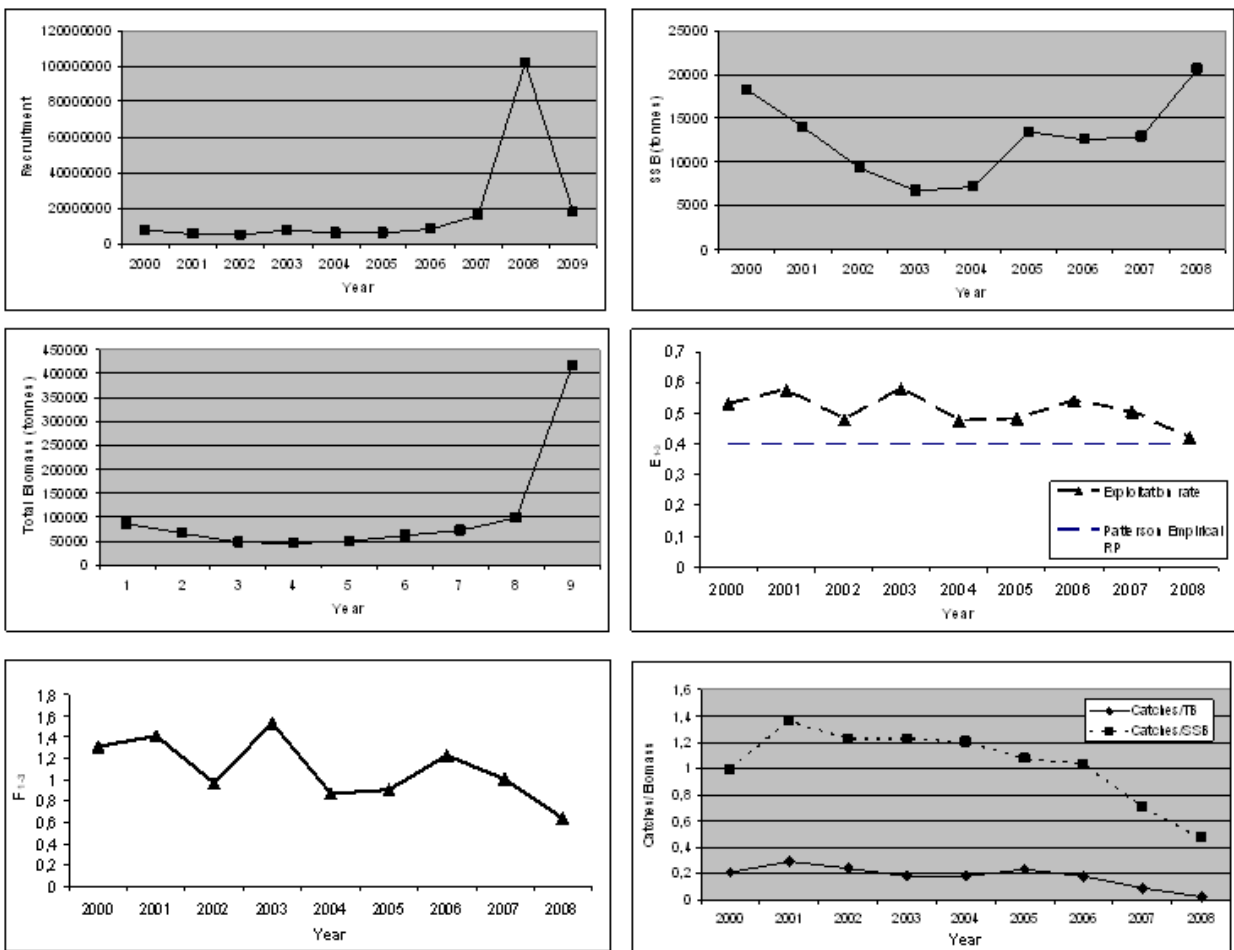 120000000
100000000
80000000
60000000
40000000
20000000
0
Recruitment
2000 2001 2002 2003 2004 2005 2006 2007 2008 2009
Year
25000
20000
15000
10000
5000
0
SSB (tonnes)
2000 2001 2002 2003 2004 2005 2006 2007 2008
Year
450000
400000
350000
300000
250000
200000
150000
100000
50000
0
Total Biomass (tonnes)
1 2 3 4 5 6 7 8 9
Year
0,7
0,6
0,5
0,4
0,3
0,2
0,1
0
E1-3
Exploitation rate
Patterson Empirical
RP
2000 2001 2002 2003 2004 2005 2006 2007 2008
Year
1,8
1,6
1,4
1,2
1
0,8
0,6
0,4
0,2
0
F1-3
2000 2001 2002 2003 2004 2005 2006 2007 2008
Year
1,6
1,4
1,2
1
0,8
0,6
0,4
0,2
0
Catches/Biomass
Catches/TB
Catches/SSB
2000 2001 2002 2003 2004 2005 2006 2007 2008
Year